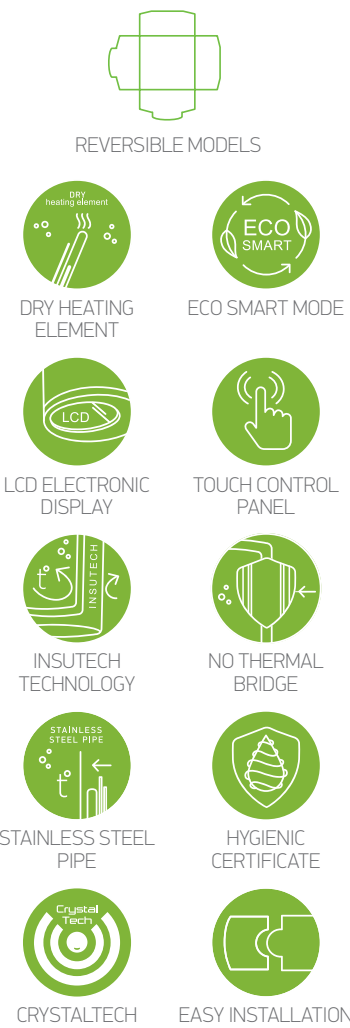 REVERSIBLE MODELS
DRY
heating element
DRY HEATING
ELEMENT
ECO
SMART
ECO SMART MODE
LCD
LCD ELECTRONIC
DISPLAY
TOUCH CONTROL
PANEL
t°
INSUTECH
INSUTECH
TECHNOLOGY
NO THERMAL
BRIDGE
STAİNLESS
STEEL PIPE
t°
STAINLESS STEEL
PIPE
HYGIENIC
CERTIFICATE
Crystal
Tech
CRYSTALTECH
EASY INSTALLATION